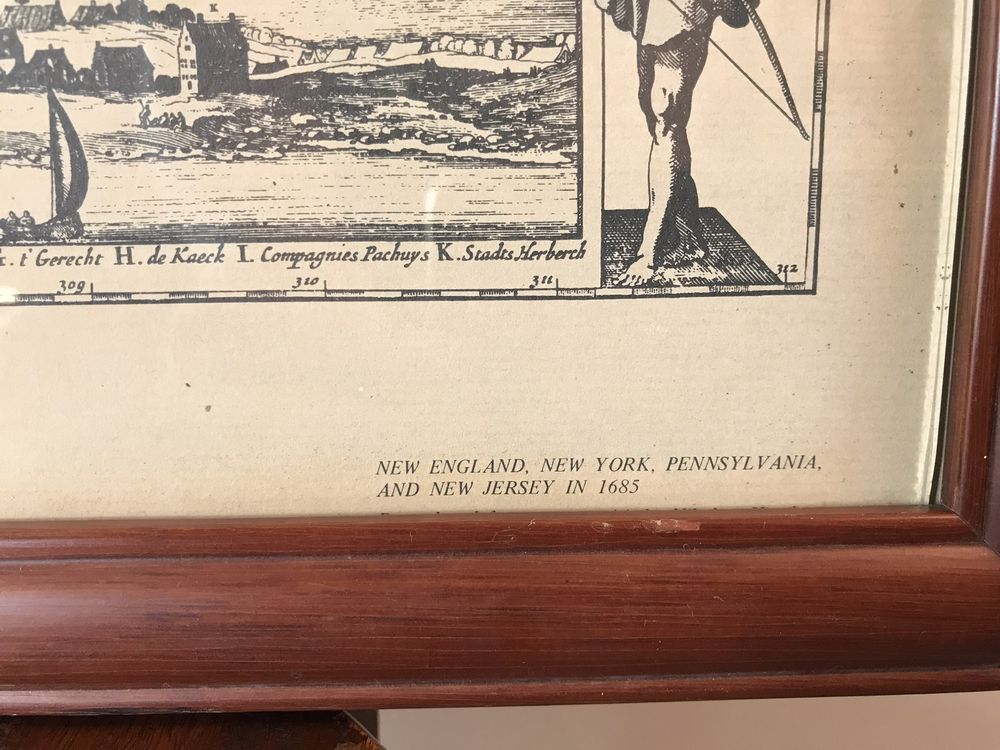 K
t' Gerecht H. de Kaeck I. Compagnies Pachuys K. Stadts Herberch
309 310 311 312
NEW ENGLAND, NEW YORK, PENNSYLVANIA,
AND NEW JERSEY IN 1685